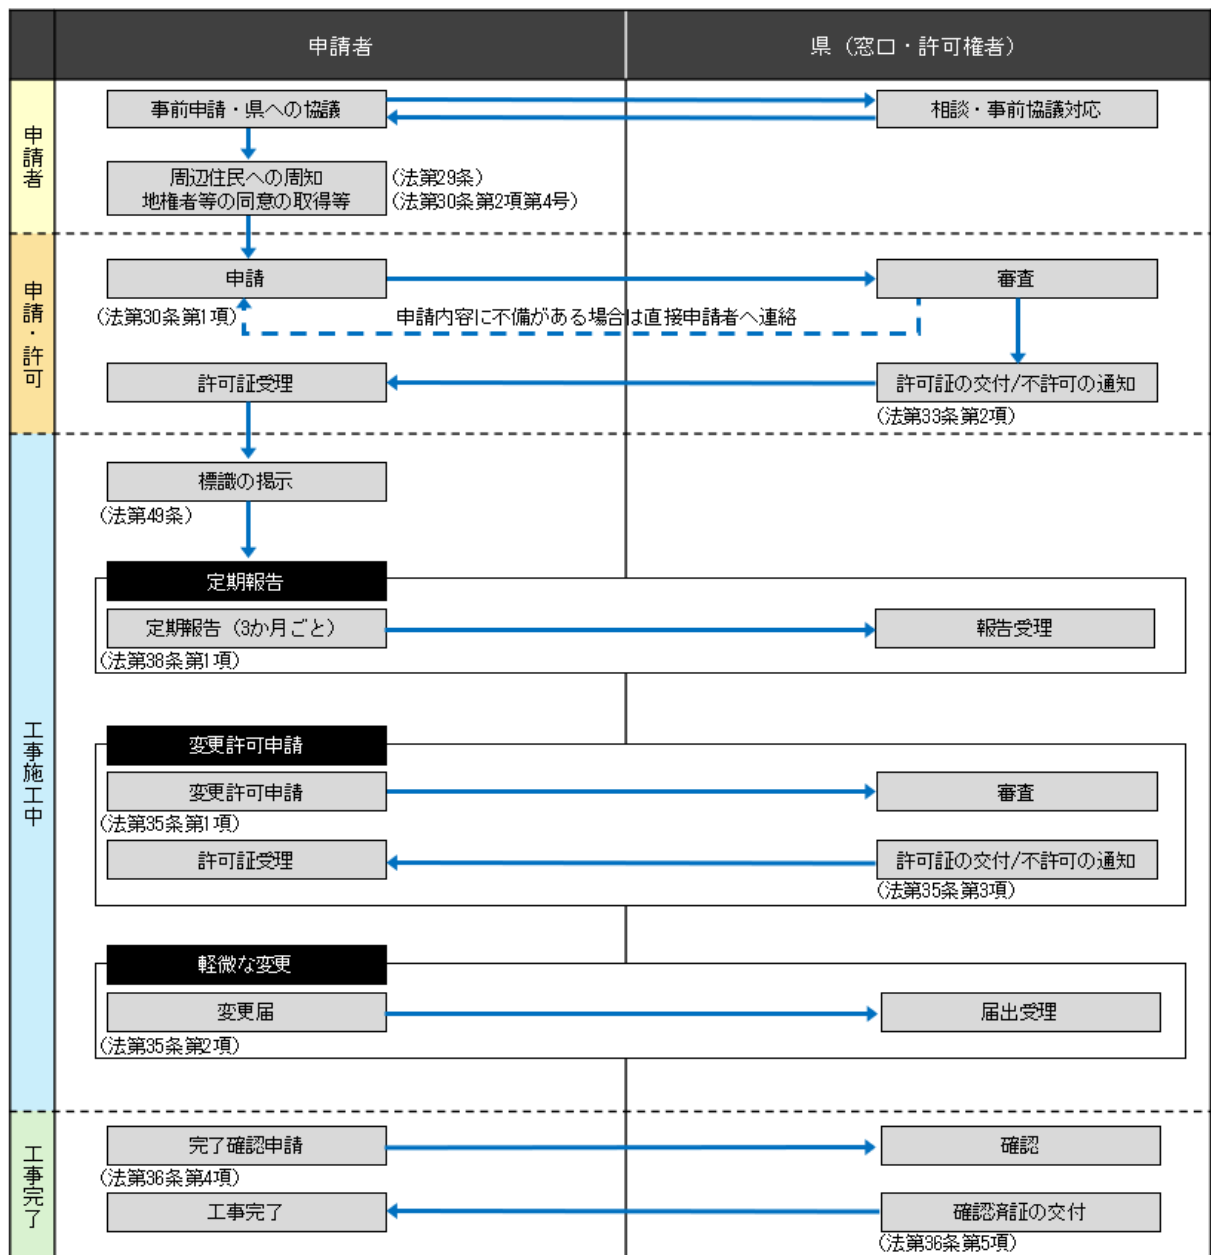 申請者
県（窓口・許可権者）
申請者
事前申請・県への協議
相談・事前協議対応
周辺住民への周知
地権者等の同意の取得等
（法第29条）
（法第30条第2項第4号）
申請・許可
申請
審査
（法第30条第1項）
申請内容に不備がある場合は直接申請者へ連絡
許可証受理
許可証の交付/不許可の通知
（法第33条第2項）
工事施工中
標識の掲示
（法第49条）
定期報告
定期報告（3か月ごと）
報告受理
（法第38条第1項）
変更許可申請
変更許可申請
審査
（法第35条第1項）
許可証受理
許可証の交付/不許可の通知
（法第35条第3項）
軽微な変更
変更届
届出受理
（法第35条第2項）
工事完了
完了確認申請
確認
（法第36条第4項）
工事完了
確認済証の交付
（法第36条第5項）